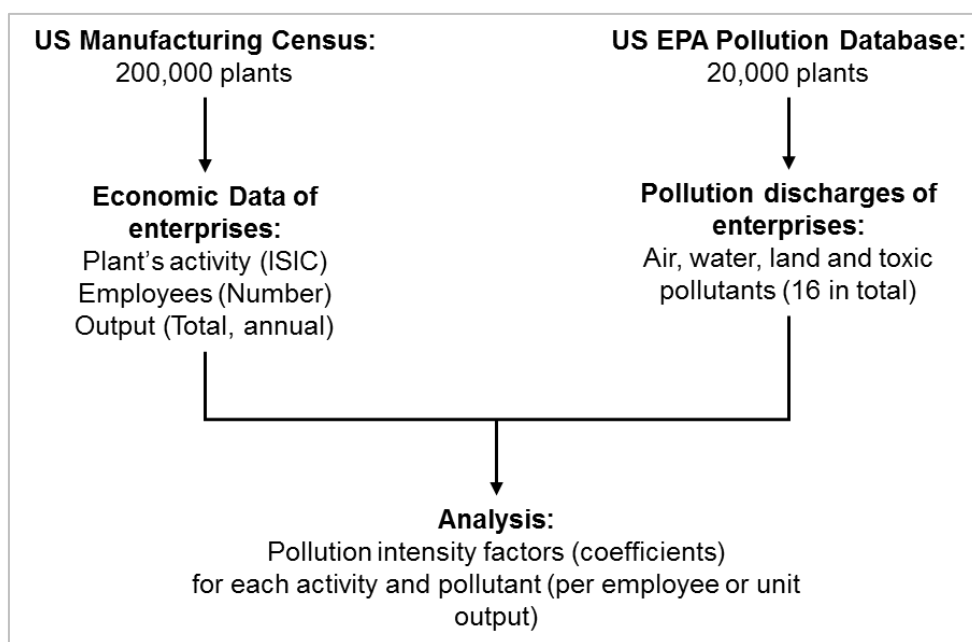 US Manufacturing Census:
200,000 plants
US EPA Pollution Database:
20,000 plants
Economic Data of
enterprises:
Plant's activity (ISIC)
Employees (Number)
Output (Total, annual)
Pollution discharges of
enterprises:
Air, water, land and toxic
pollutants (16 in total)
Analysis:
Pollution intensity factors (coefficients)
for each activity and pollutant (per employee or unit
output)